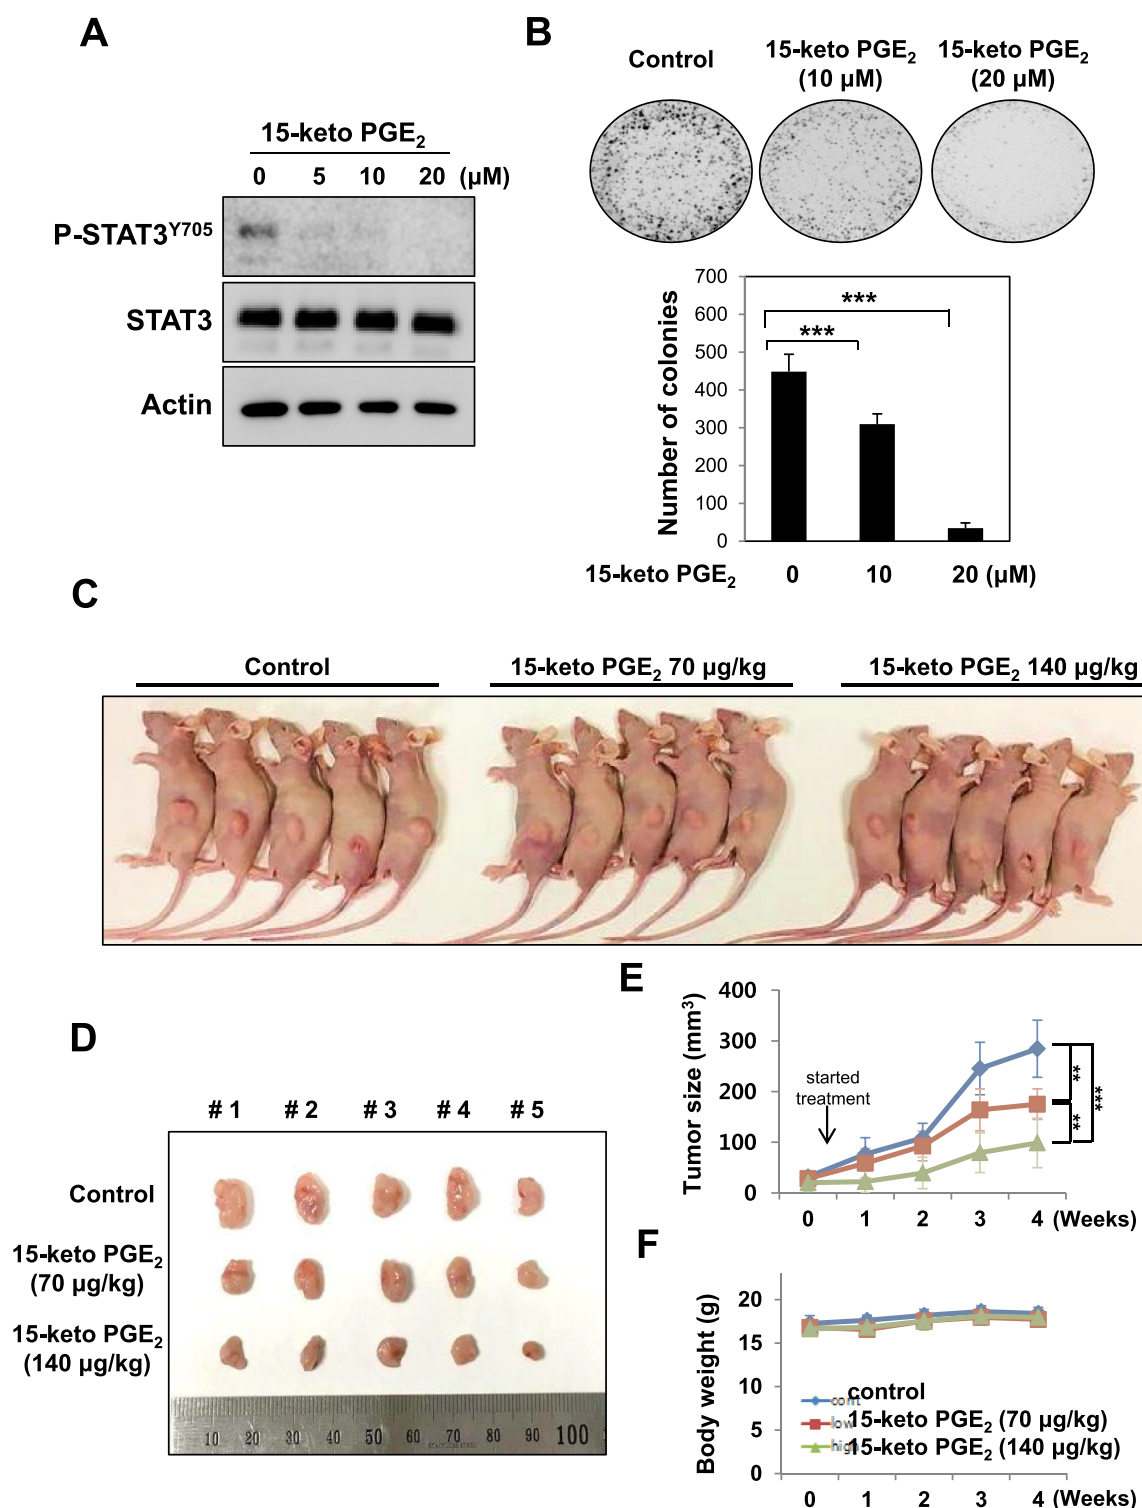 A
15-keto PGE2
0 5 10 20 (µM)
P-STAT3Y705
STAT3
Actin
B
Control
15-keto PGE2
(10 µM)
15-keto PGE2
(20 µM)
700
600
500
400
300
200
100
0
Number of colonies
***
***
15-keto PGE2 0 10 20 (µM)
C
Control
15-keto PGE2 70 µg/kg
15-keto PGE2 140 µg/kg
D
# 1 # 2 # 3 # 4 # 5
Control
15-keto PGE2
(70 µg/kg)
15-keto PGE2
(140 µg/kg)
10 20 30 40 50 60 70 80 90 100
STAINLESS STEEL
E
Tumor size (mm3)
400
300
200
100
0
started
treatment
**
**
***
0 1 2 3 4 (Weeks)
F
Body weight (g)
20
15
10
5
0
cont control
low 15-keto PGE2 (70 µg/kg)
high 15-keto PGE2 (140 µg/kg)
0 1 2 3 4 (Weeks)